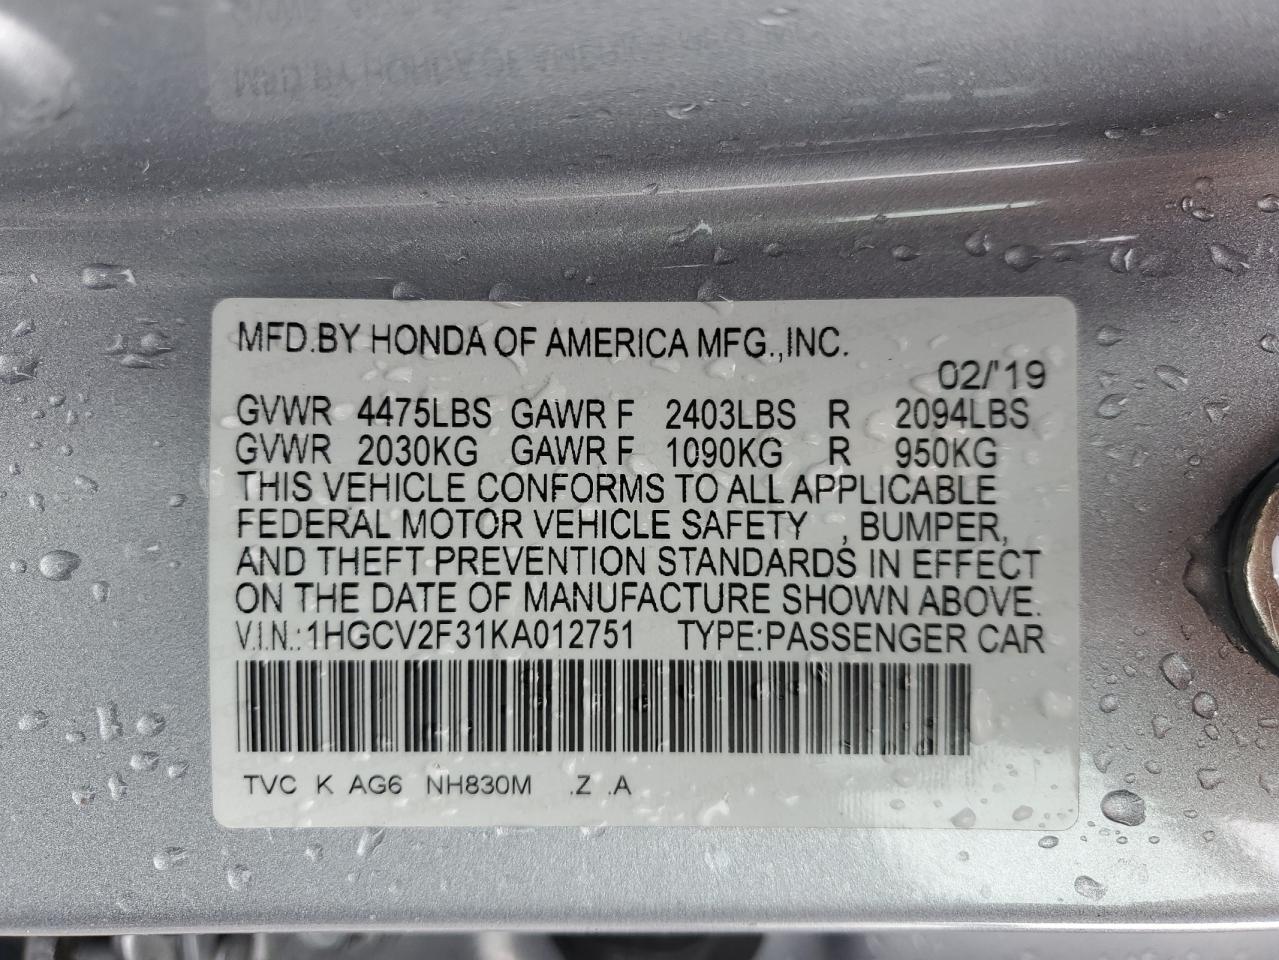 MFD.BY HONDA OF AMERICA MFG.,INC.
02/'19
GVWR 4475LBS GAWR F 2403LBS R 2094LBS
GVWR 2030KG GAWR F 1090KG R 950KG
THIS VEHICLE CONFORMS TO ALL APPLICABLE
FEDERAL MOTOR VEHICLE SAFETY , BUMPER,
AND THEFT PREVENTION STANDARDS IN EFFECT
ON THE DATE OF MANUFACTURE SHOWN ABOVE.
V.I.N.:1HGCV2F31KA012751 TYPE:PASSENGER CAR
TVC K AG6 NH830M .Z .A